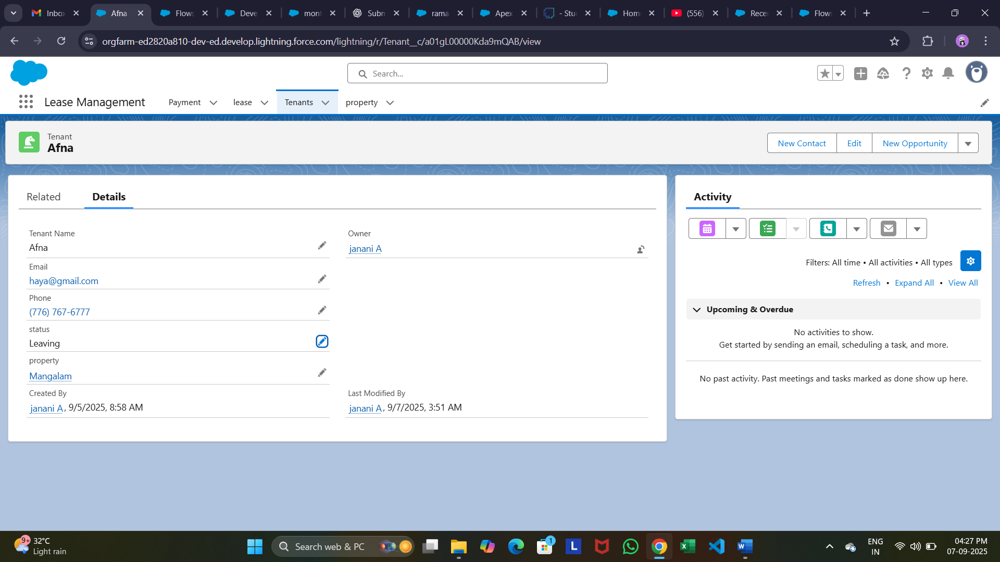 Inbox
Afna
Flows
Deve
mont
Subm
rama
Apex
- Stu
Home
(556)
Recen
Flows
orgfarm-ed2820a810-dev-ed.develop.lightning.force.com/lightning/r/Tenant__c/a01gL00000Kda9mQAB/view
Search...
Lease Management
Payment
lease
Tenants
property
Tenant
Afna
New Contact
Edit
New Opportunity
Related
Details
Activity
Tenant Name
Afna
Owner
janani A
Email
haya@gmail.com
Phone
(776) 767-6777
status
Leaving
property
Mangalam
Created By
janani A, 9/5/2025, 8:58 AM
Last Modified By
janani A, 9/7/2025, 3:51 AM
Filters: All time • All activities • All types
Refresh • Expand All • View All
Upcoming & Overdue
No activities to show.
Get started by sending an email, scheduling a task, and more.
No past activity. Past meetings and tasks marked as done show up here.
9+
32°C
Light rain
Search web & PC
1
L
ENG
IN
04:27 PM
07-09-2025